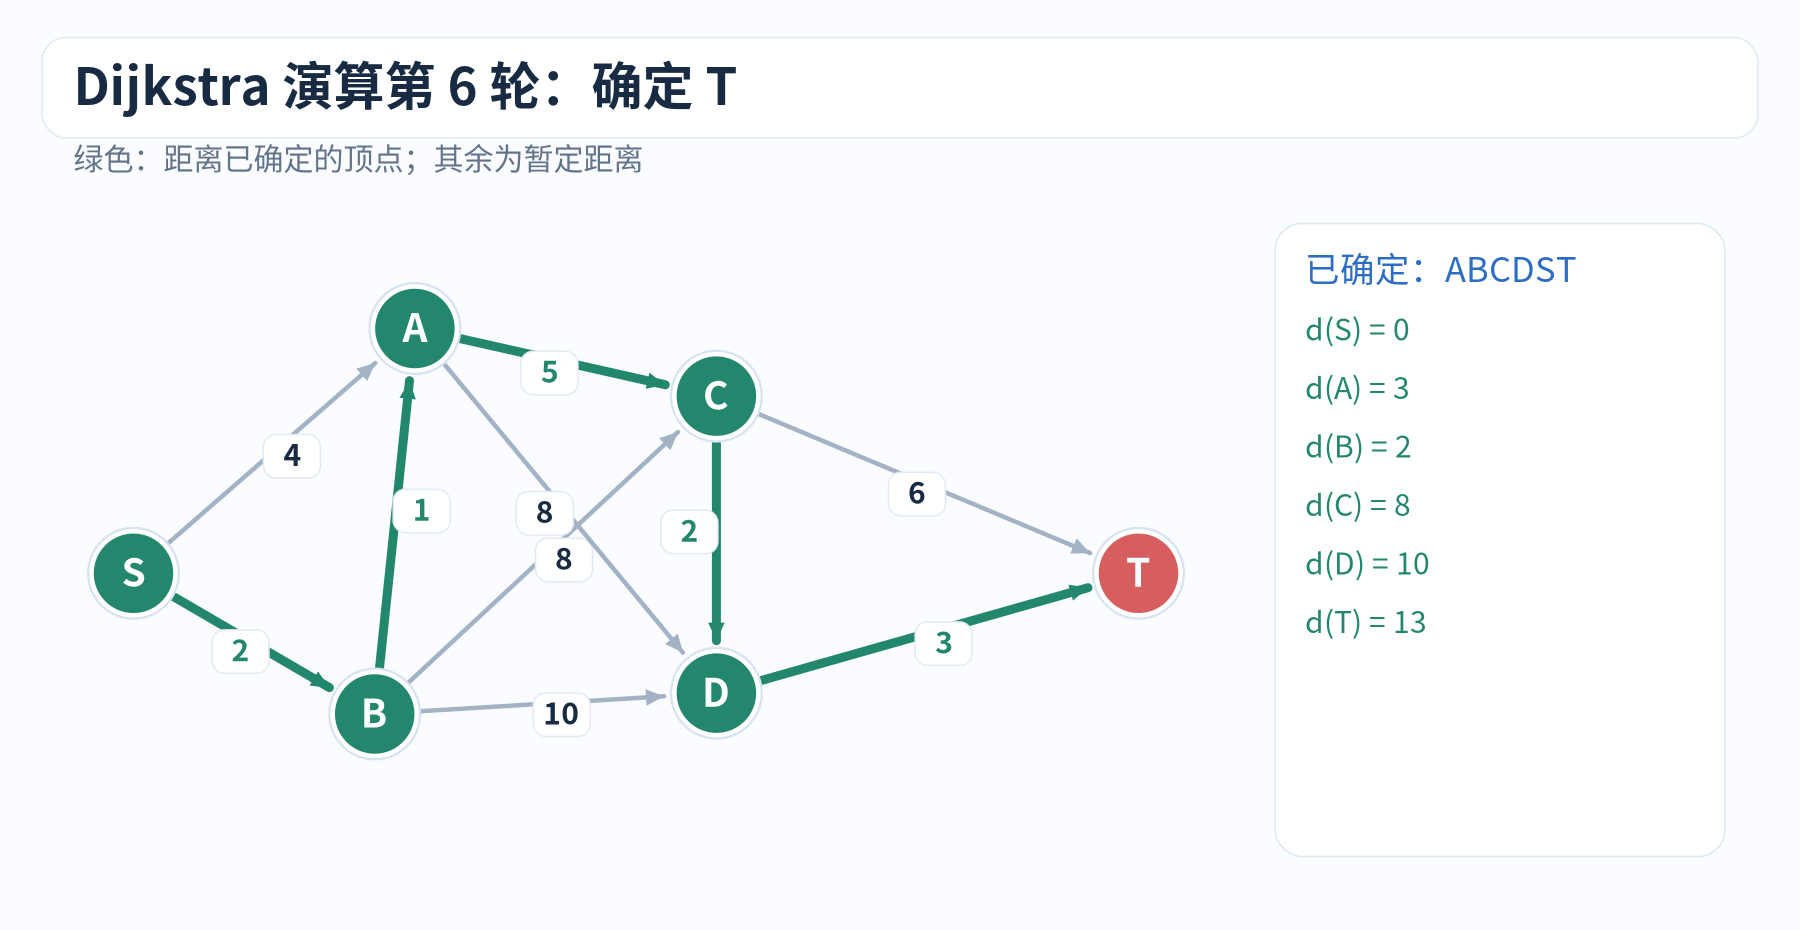 Dijkstra 演算第 6 轮：确定 T
绿色：距离已确定的顶点；其余为暂定距离
已确定：ABCDST
d(S) = 0
d(A) = 3
d(B) = 2
d(C) = 8
d(D) = 10
d(T) = 13
A
5
C
4
1
8
2
6
8
S
T
2
3
B
10
D